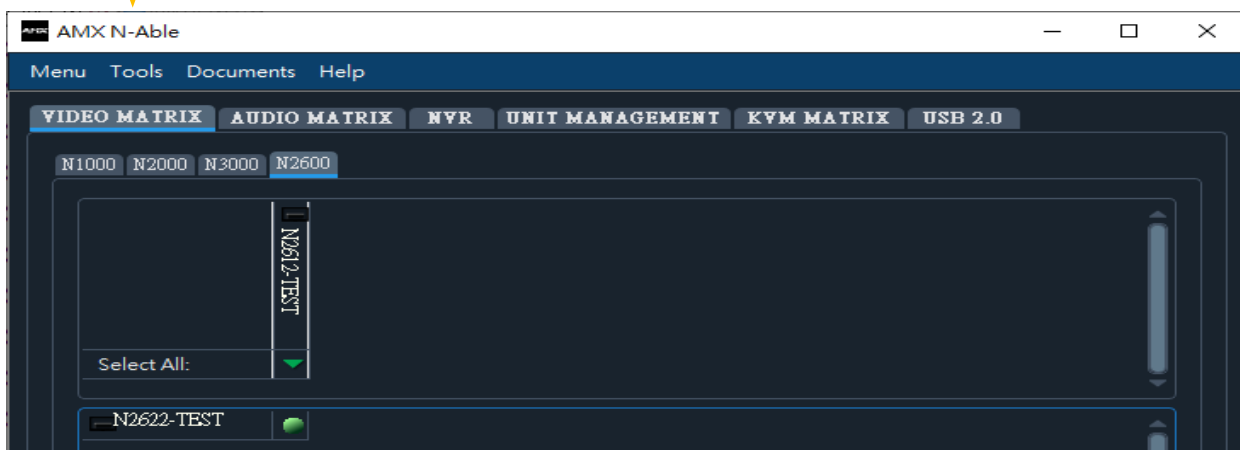 AMX AMX N-Able
Menu Tools Documents Help
VIDEO MATRIX AUDIO MATRIX NVR UNIT MANAGEMENT KVM MATRIX USB 2.0
N1000 N2000 N3000 N2600
N2612-TEST
Select All:
N2622-TEST